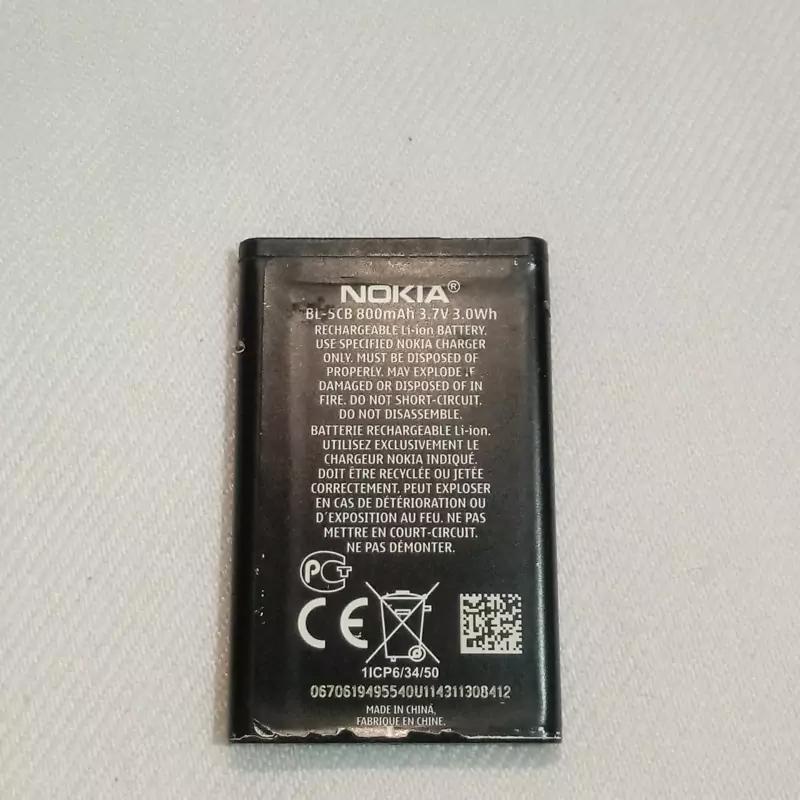 NOKIA®
BL-5CB 800mAh 3.7V 3.0Wh
RECHARGEABLE Li-ion BATTERY.
USE SPECIFIED NOKIA CHARGER
ONLY. MUST BE DISPOSED OF
PROPERLY. MAY EXPLODE IF
DAMAGED OR DISPOSED OF IN
FIRE. DO NOT SHORT-CIRCUIT.
DO NOT DISASSEMBLE.
BATTERIE RECHARGEABLE Li-ion.
UTILISEZ EXCLUSIVEMENT LE
CHARGEUR NOKIA INDIQUÉ.
DOIT ÊTRE RECYCLÉE OU JETÉE
CORRECTEMENT. PEUT EXPLOSER
EN CAS DE DÉTÉRIORATION OU
D'EXPOSITION AU FEU. NE PAS
METTRE EN COURT-CIRCUIT.
NE PAS DÉMONTER.
PCT
CE
1ICP6/34/50
0670619495540U114311308412
MADE IN CHINA,
FABRIQUE EN CHINE.